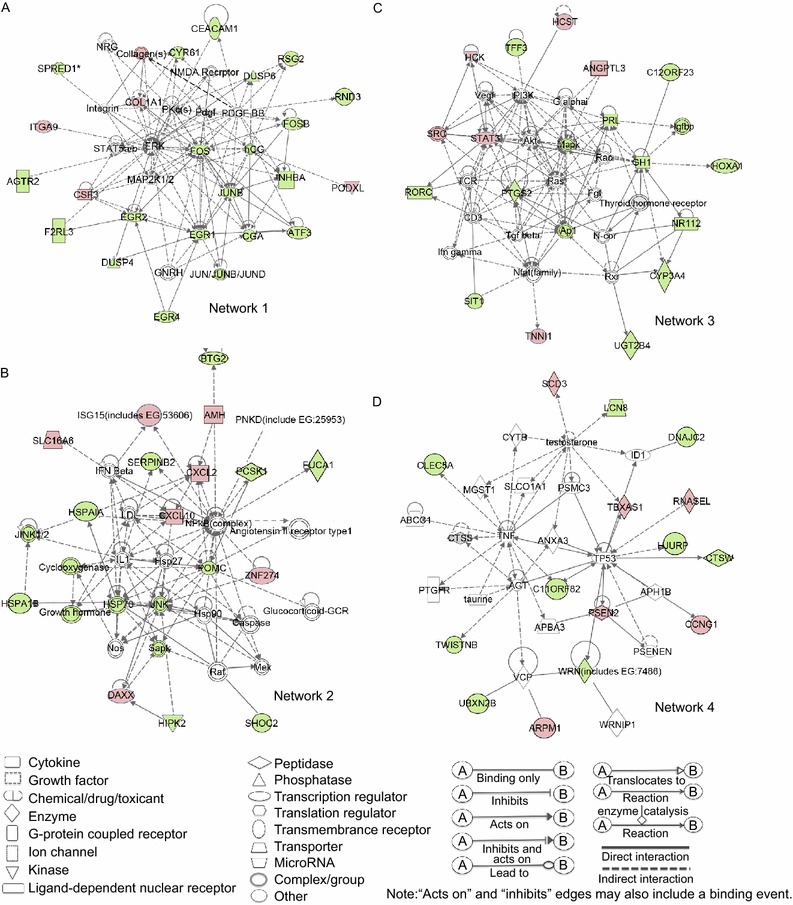 A
CEACAM1
NRG
Collagen(s)
CYR61
RSG2
SPRED1*
NMDA Recrptor
DUSP6
Integrin
COL1A1
PKc(s)
Pdgf
PDGF BB
RND3
ITGA9
FOSB
STAT5a/b
ERK
FOS
hCG
AGTR2
CSF3
MAP2K1/2
JUNB
INHBA
PODXL
EGR2
F2RL3
EGR1
CGA
ATF3
DUSP4
GNRH
JUN/JUNB/JUND
EGR4
Network 1
B
BTG2
ISG15(includes EG:53606)
AMH
PNKD(include EG:25953)
SLC16A6
IFN Beta
SERPINB2
CXCL2
PCSK1
FUCA1
HSPAIA
LDL
CXCL10
NFkB(complex)
Angiotensin II receptor type1
JINK1/2
IL1
Hsp27
Cyclooxygenase
POMC
ZNF274
HSPA1B
Growth hormone
HSP70
JNK
Hsp90
Glucocorticoid-GCR
Caspase
Nos
Sapk
Raf
Mek
DAXX
HIPK2
SHOC2
Network 2
C
HCST
TFF3
HCK
ANGPTL3
C12ORF23
Vegf
PI3K
G alphai
SRC
STAT3
Akt
Mapk
PRL
Igfbp
Rac
GH1
HOXA1
TCR
Ras
RORC
PTGS2
Fgf
Thyroid hormone receptor
CD3
Tgf beta
Ap1
N-cor
NR112
Ifn gamma
Nfat(family)
Rxr
CYP3A4
SIT1
TNNI1
UGT2B4
Network 3
D
SCD3
LCN8
CYTB
testosterone
DNAJC2
CLEC5A
ID1
MGST1
SLCO1A1
PSMC3
TBXAS1
RNASEL
ABCG1
CTSS
TNF
ANXA3
TP53
HJURP
CTSW
PTGFR
AGT
C11ORF82
taurine
APH1B
APBA3
PSEN2
CCNG1
TWISTNB
PSENEN
VCP
WRN(includes EG:7486)
UBXN2B
WRNIP1
ARPM1
Network 4
Cytokine
Growth factor
Chemical/drug/toxicant
Enzyme
G-protein coupled receptor
Ion channel
Kinase
Ligand-dependent nuclear receptor
Peptidase
Phosphatase
Transcription regulator
Translation regulator
Transmembrance receptor
Transporter
MicroRNA
Complex/group
Other
A B
Binding only
A B
Inhibits
A B
Acts on
A B
Inhibits and
acts on
A B
Lead to
A B
Translocates to
A B
Reaction
enzyme catalysis
A B
Reaction
Direct interaction
Indirect interaction
Note:“Acts on” and “inhibits” edges may also include a binding event.